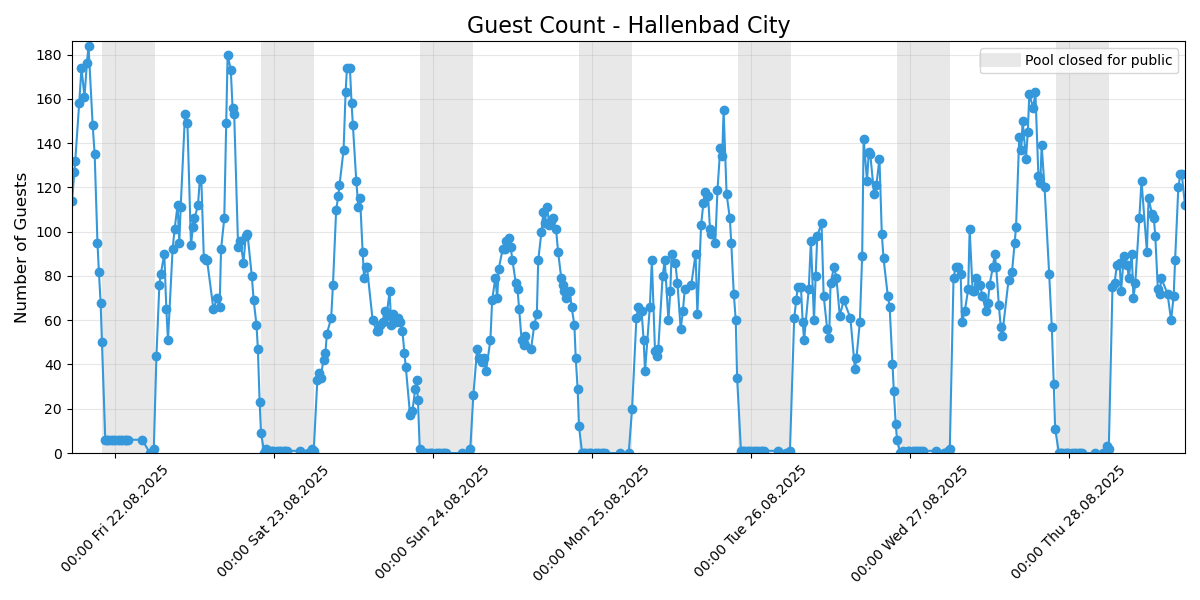 Guest Count - Hallenbad City
Pool closed for public
Number of Guests
180
160
140
120
100
80
60
40
20
0
00:00 Fri 22.08.2025
00:00 Sat 23.08.2025
00:00 Sun 24.08.2025
00:00 Mon 25.08.2025
00:00 Tue 26.08.2025
00:00 Wed 27.08.2025
00:00 Thu 28.08.2025